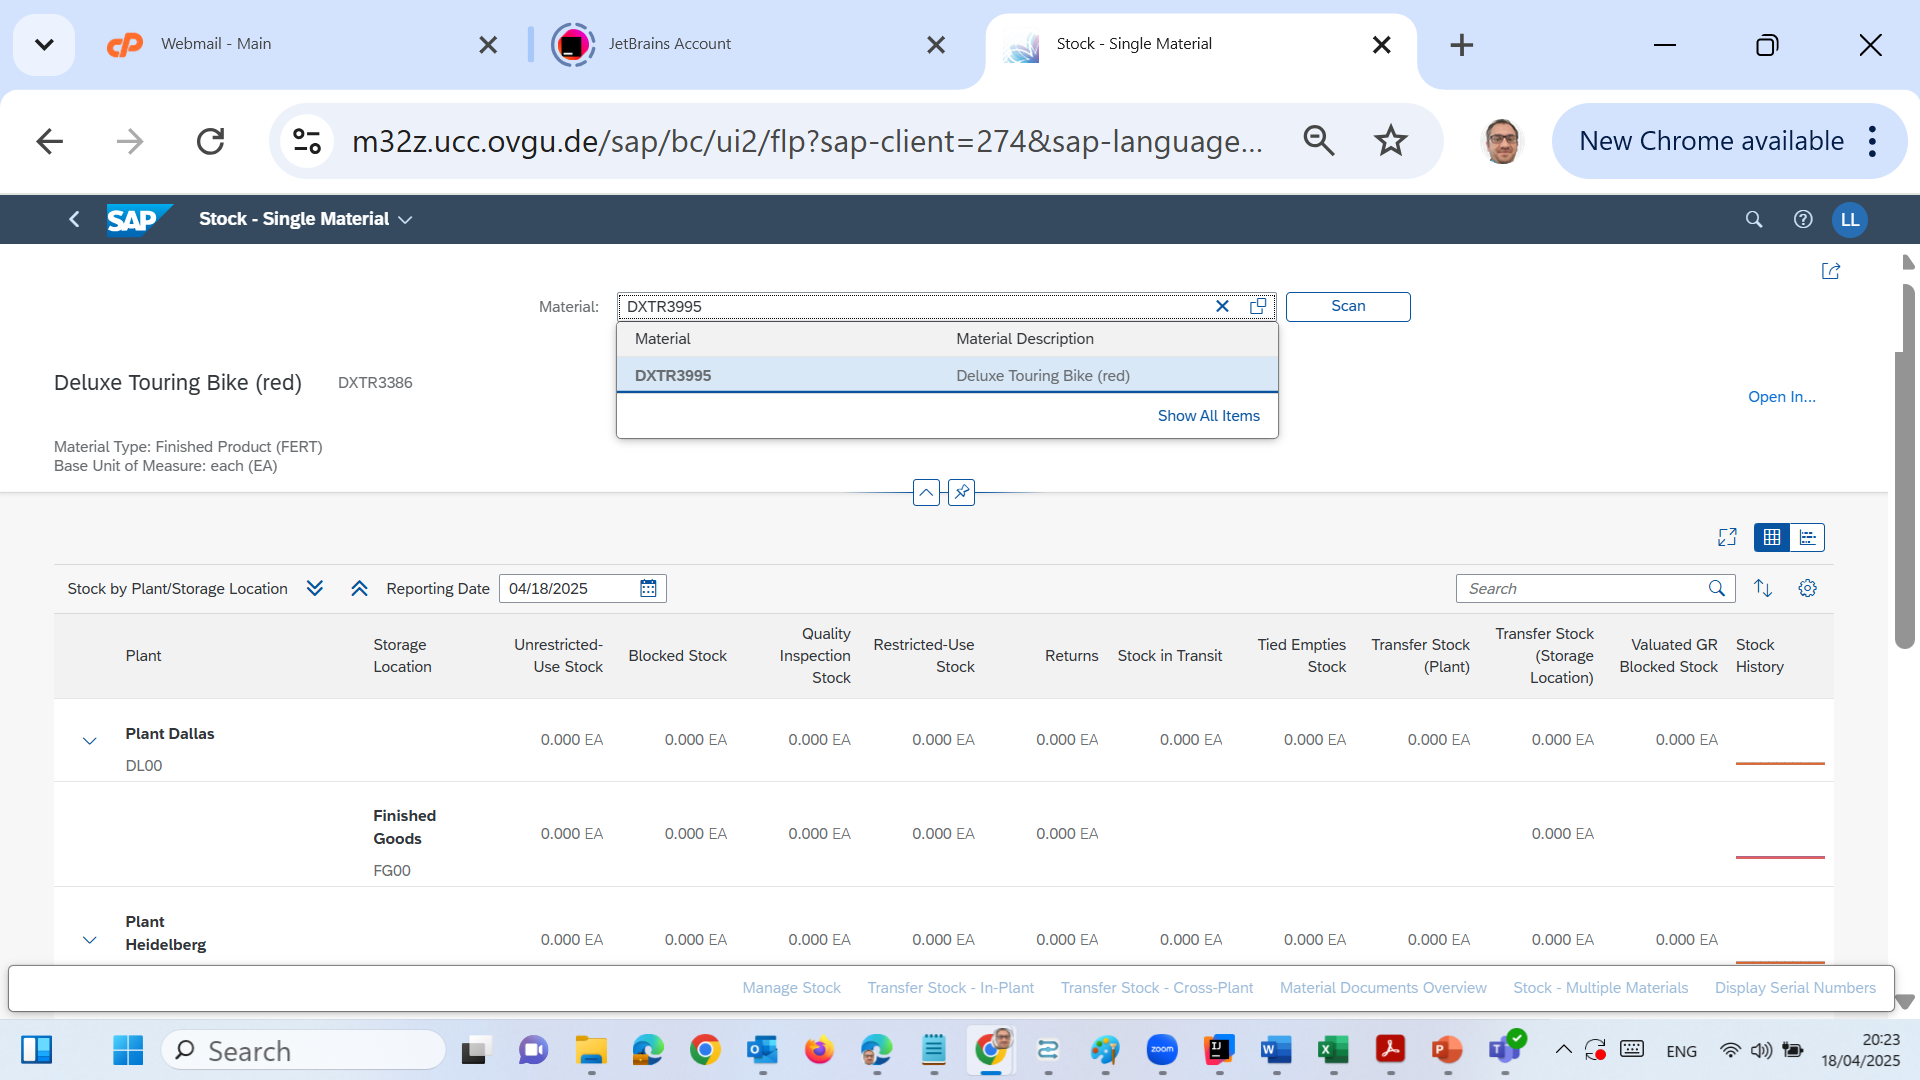 Webmail - Main
JetBrains Account
Stock - Single Material
m32z.ucc.ovgu.de/sap/bc/ui2/flp?sap-client=274&sap-language...
New Chrome available
SAP
Stock - Single Material
LL
Material:
DXTR3995
Scan
Material
Material Description
DXTR3995
Deluxe Touring Bike (red)
Show All Items
Deluxe Touring Bike (red)
DXTR3386
Open In...
Material Type: Finished Product (FERT)
Base Unit of Measure: each (EA)
Stock by Plant/Storage Location
Reporting Date
04/18/2025
Search
Plant
Storage Location
Unrestricted-Use Stock
Blocked Stock
Quality Inspection Stock
Restricted-Use Stock
Returns
Stock in Transit
Tied Empties Stock
Transfer Stock (Plant)
Transfer Stock (Storage Location)
Valuated GR Blocked Stock
Stock History
Plant Dallas
DL00
0.000 EA 0.000 EA 0.000 EA 0.000 EA 0.000 EA 0.000 EA 0.000 EA 0.000 EA 0.000 EA 0.000 EA
Finished Goods
FG00
0.000 EA 0.000 EA 0.000 EA 0.000 EA 0.000 EA 0.000 EA
Plant Heidelberg
0.000 EA 0.000 EA 0.000 EA 0.000 EA 0.000 EA 0.000 EA 0.000 EA 0.000 EA 0.000 EA 0.000 EA
Manage Stock
Transfer Stock - In-Plant
Transfer Stock - Cross-Plant
Material Documents Overview
Stock - Multiple Materials
Display Serial Numbers
Search
zoom
ENG
20:23
18/04/2025